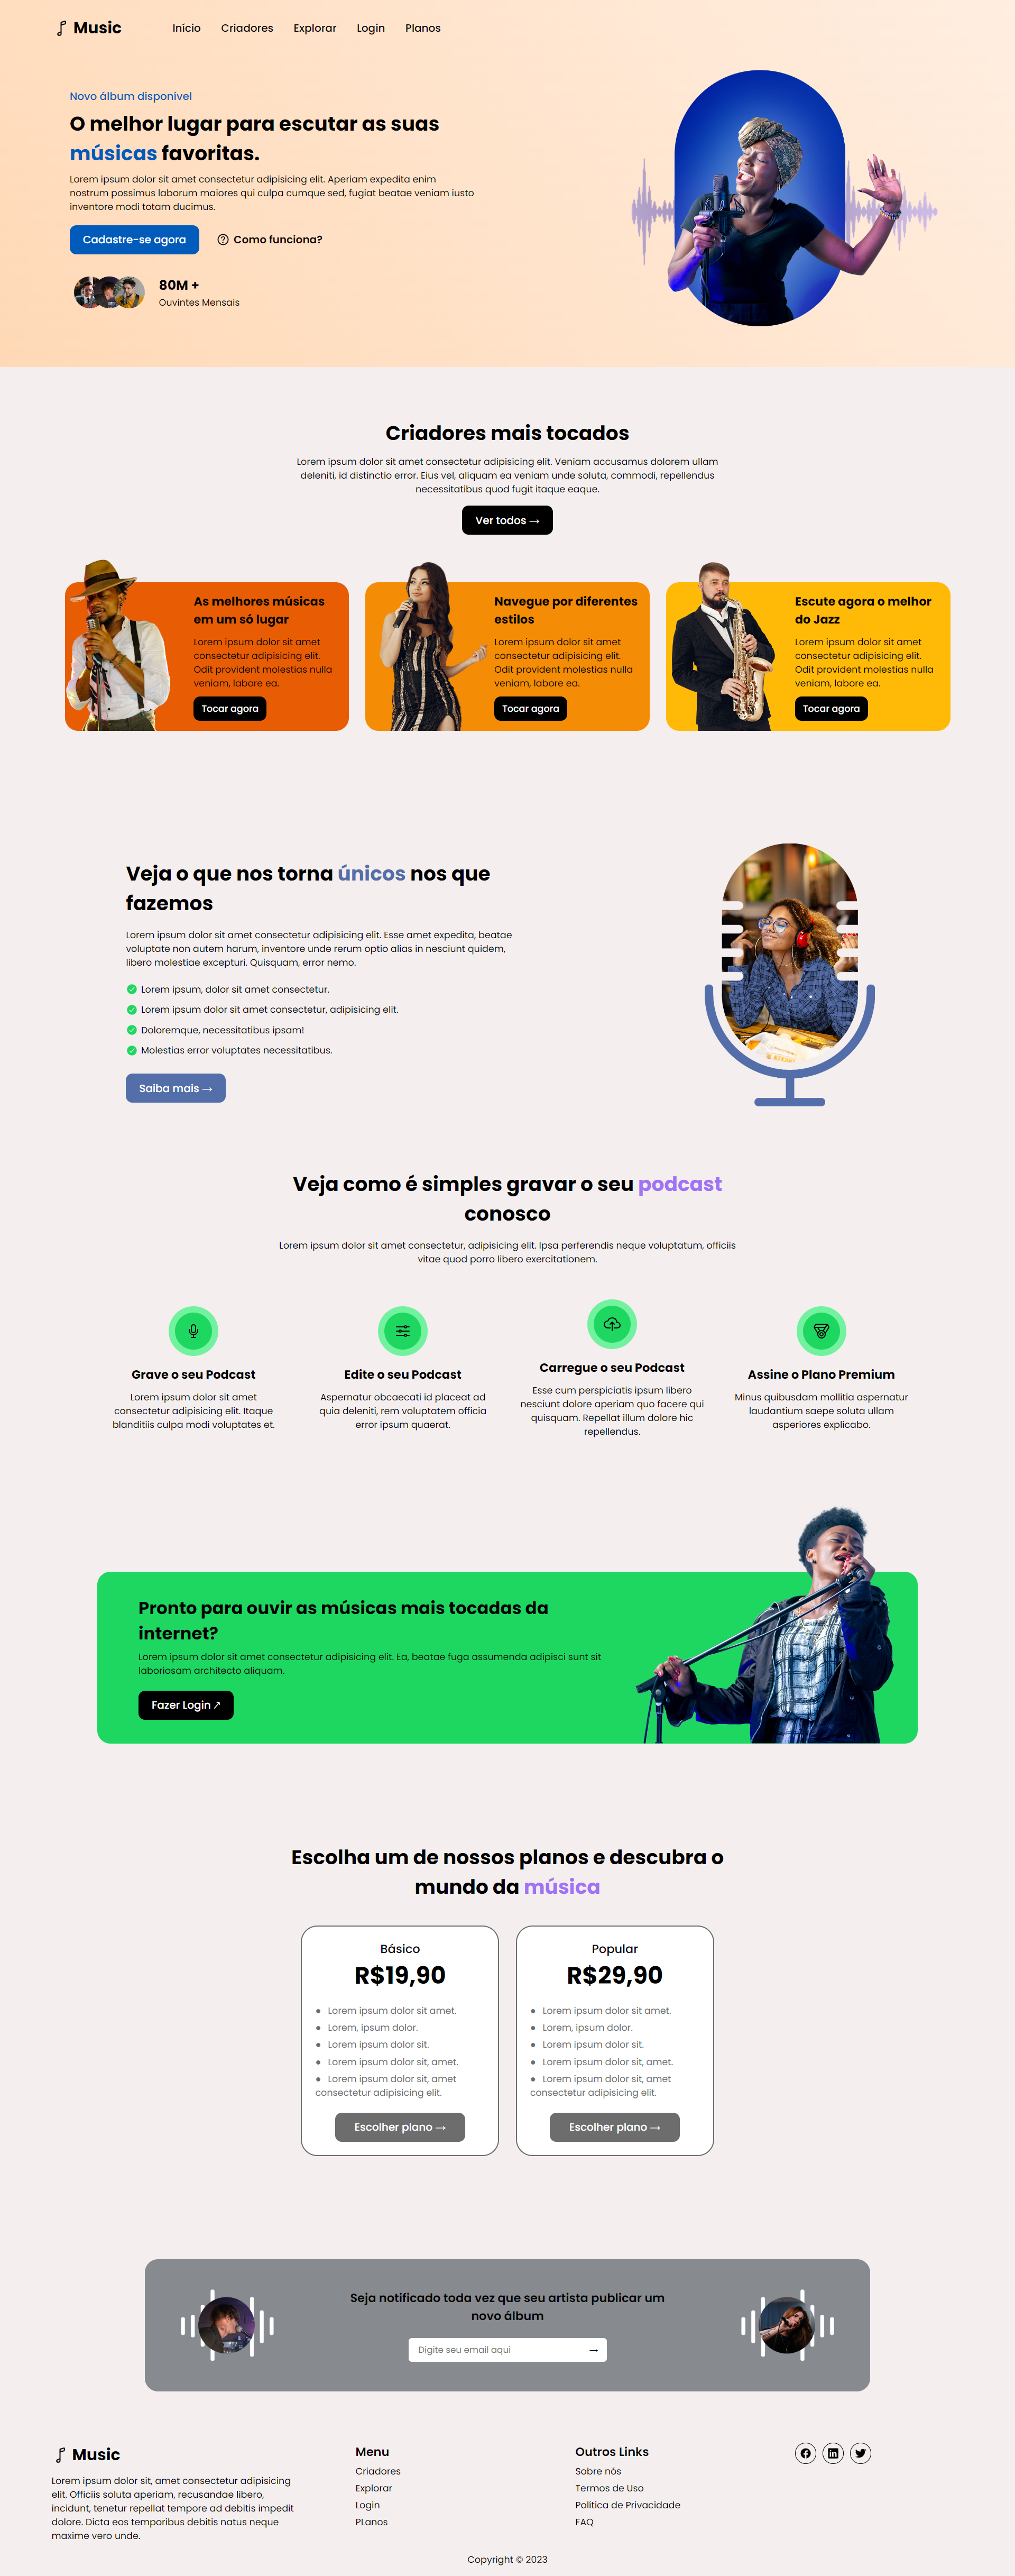 Music
Início Criadores Explorar Login Planos
Novo álbum disponível
O melhor lugar para escutar as suas
músicas favoritas.
Lorem ipsum dolor sit amet consectetur adipisicing elit. Aperiam expedita enim
nostrum possimus laborum maiores qui culpa cumque sed, fugiat beatae veniam iusto
inventore modi totam ducimus.
Cadastre-se agora
Como funciona?
80M +
Ouvintes Mensais
Criadores mais tocados
Lorem ipsum dolor sit amet consectetur adipisicing elit. Veniam accusamus dolorem ullam
deleniti, id distinctio error. Eius vel, aliquam ea veniam unde soluta, commodi, repellendus
necessitatibus quod fugit itaque eaque.
Ver todos →
As melhores músicas
em um só lugar
Lorem ipsum dolor sit amet
consectetur adipisicing elit.
Odit provident molestias nulla
veniam, labore ea.
Tocar agora
Navegue por diferentes
estilos
Lorem ipsum dolor sit amet
consectetur adipisicing elit.
Odit provident molestias nulla
veniam, labore ea.
Tocar agora
Escute agora o melhor
do Jazz
Lorem ipsum dolor sit amet
consectetur adipisicing elit.
Odit provident molestias nulla
veniam, labore ea.
Tocar agora
Veja o que nos torna únicos nos que
fazemos
Lorem ipsum dolor sit amet consectetur adipisicing elit. Esse amet expedita, beatae
voluptate non autem harum, inventore unde rerum optio alias in nesciunt quidem,
libero molestiae excepturi. Quisquam, error nemo.
Lorem ipsum, dolor sit amet consectetur.
Lorem ipsum dolor sit amet consectetur, adipisicing elit.
Doloremque, necessitatibus ipsam!
Molestias error voluptates necessitatibus.
Saiba mais →
Veja como é simples gravar o seu podcast
conosco
Lorem ipsum dolor sit amet consectetur, adipisicing elit. Ipsa perferendis neque voluptatum, officiis
vitae quod porro libero exercitationem.
Grave o seu Podcast
Lorem ipsum dolor sit amet
consectetur adipisicing elit. Itaque
blanditiis culpa modi voluptates et.
Edite o seu Podcast
Aspernatur obcaecati id placeat ad
quia deleniti, rem voluptatem officia
error ipsum quaerat.
Carregue o seu Podcast
Esse cum perspiciatis ipsum libero
nesciunt dolore aperiam quo facere qui
quisquam. Repellat illum dolore hic
repellendus.
Assine o Plano Premium
Minus quibusdam mollitia aspernatur
laudantium saepe soluta ullam
asperiores explicabo.
Pronto para ouvir as músicas mais tocadas da
internet?
Lorem ipsum dolor sit amet consectetur adipisicing elit. Ea, beatae fuga assumenda adipisci sunt sit
laboriosam architecto aliquam.
Fazer Login ↗
Escolha um de nossos planos e descubra o
mundo da música
Básico
R$19,90
● Lorem ipsum dolor sit amet.
● Lorem, ipsum dolor.
● Lorem ipsum dolor sit.
● Lorem ipsum dolor sit, amet.
● Lorem ipsum dolor sit, amet
consectetur adipisicing elit.
Escolher plano →
Popular
R$29,90
● Lorem ipsum dolor sit amet.
● Lorem, ipsum dolor.
● Lorem ipsum dolor sit.
● Lorem ipsum dolor sit, amet.
● Lorem ipsum dolor sit, amet
consectetur adipisicing elit.
Escolher plano →
Seja notificado toda vez que seu artista publicar um
novo álbum
Digite seu email aqui →
Music
Lorem ipsum dolor sit, amet consectetur adipisicing
elit. Officiis soluta aperiam, recusandae libero,
incidunt, tenetur repellat tempore ad debitis impedit
dolore. Dicta eos temporibus debitis natus neque
maxime vero unde.
Menu
Criadores
Explorar
Login
PLanos
Outros Links
Sobre nós
Termos de Uso
Política de Privacidade
FAQ
Copyright © 2023